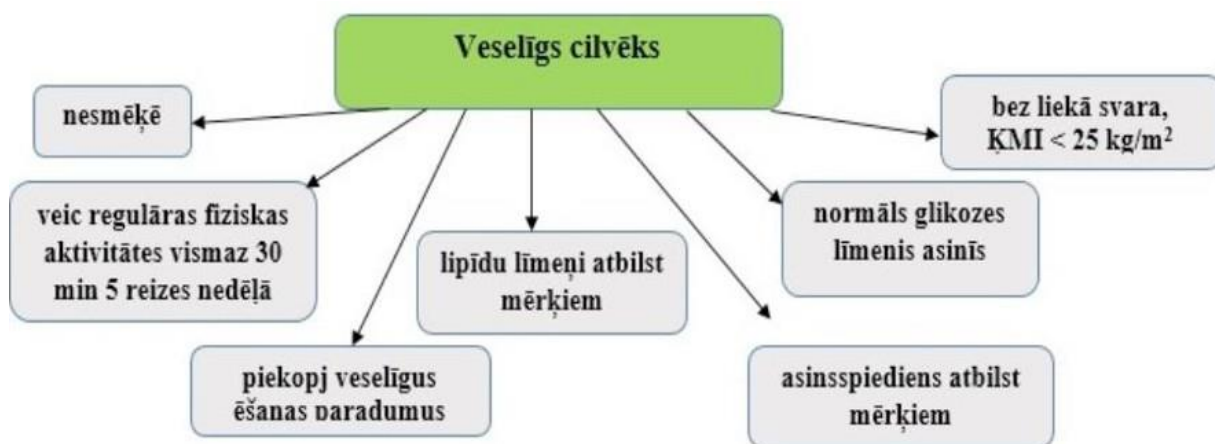 Veselīgs cilvēks
nesmēķē
bez liekā svara,
ĶMI < 25 kg/m²
veic regulāras fiziskas
aktivitātes vismaz 30
min 5 reizes nedēļā
lipīdu līmeņi atbilst
mērķiem
normāls glikozes
līmenis asinīs
piekopj veselīgus
ēšanas paradumus
asinsspiediens atbilst
mērķiem